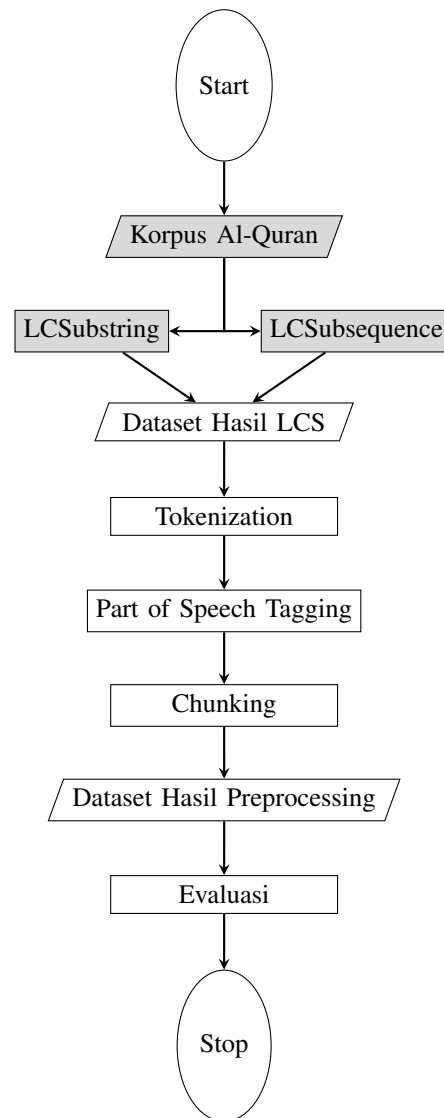 Start
Korpus Al-Quran
LCSubstring
LCSubsequence
Dataset Hasil LCS
Tokenization
Part of Speech Tagging
Chunking
Dataset Hasil Preprocessing
Evaluasi
Stop